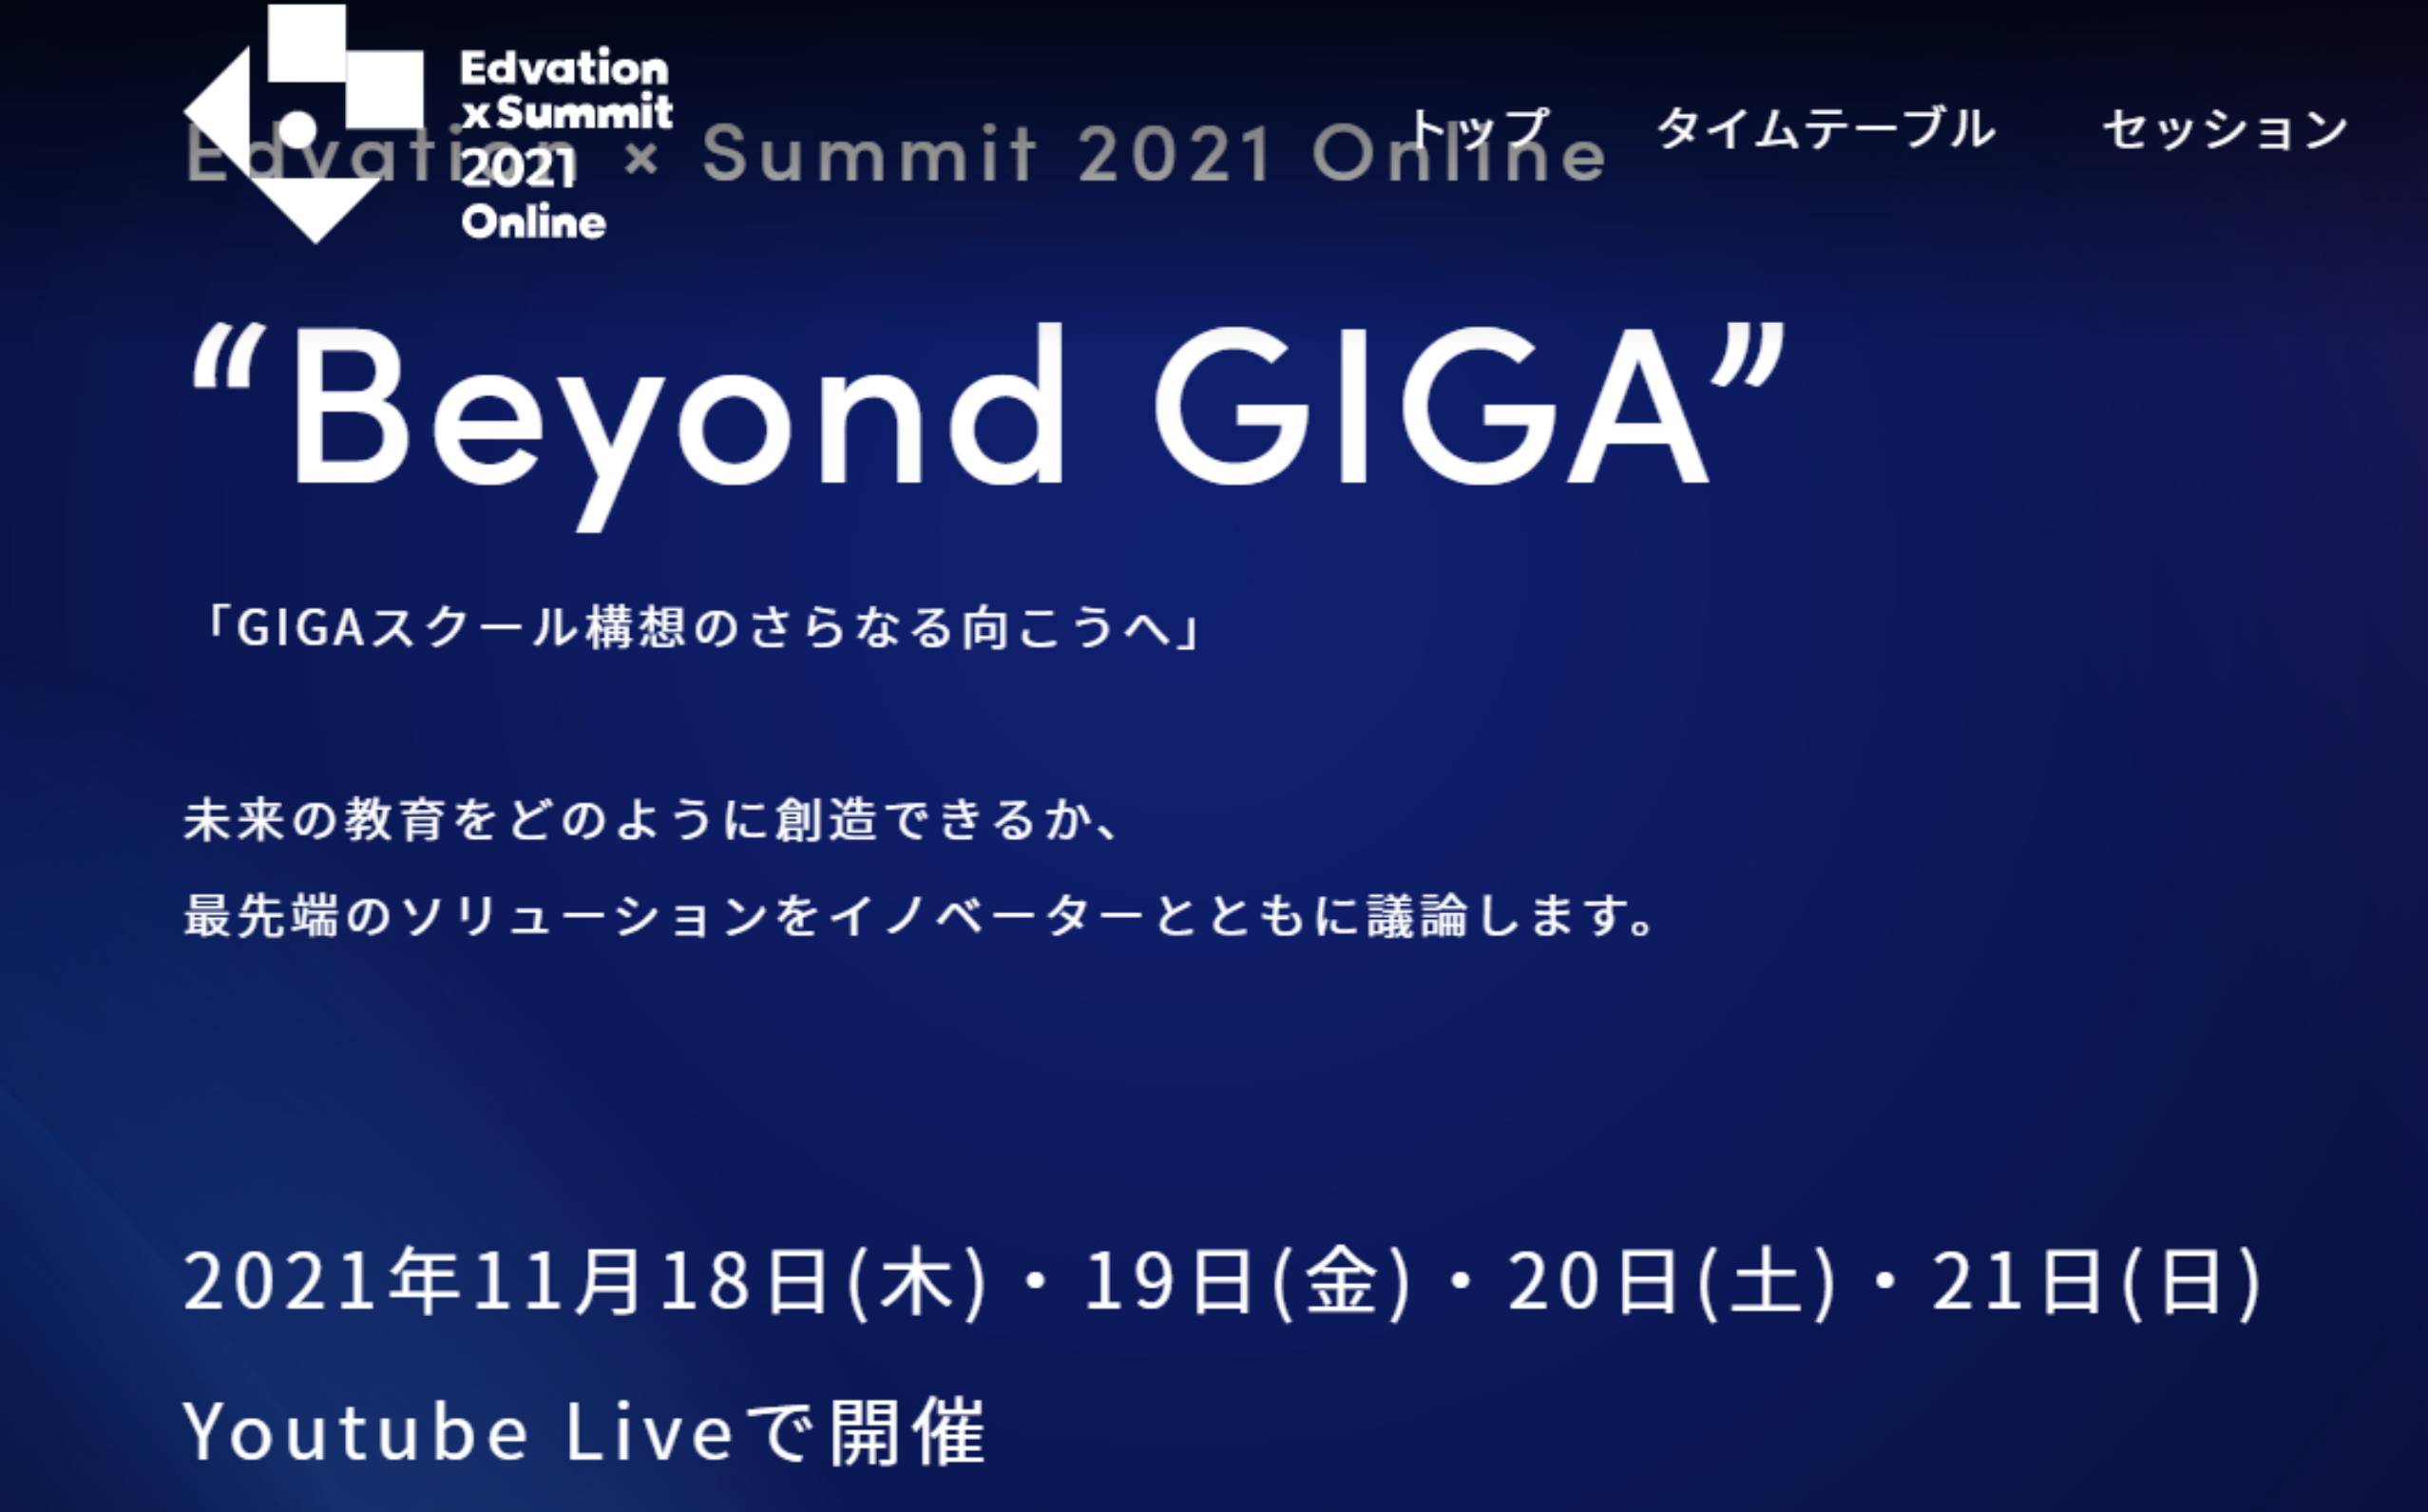 Edvation
x Summit
2021
Online
トップ タイムテーブル セッション
Edvation × Summit 2021 Online
“Beyond GIGA”
「GIGAスクール構想のさらなる向こうへ」
未来の教育をどのように創造できるか、
最先端のソリューションをイノベーターとともに議論します。
2021年11月18日(木)・19日(金)・20日(土)・21日(日)
Youtube Liveで開催